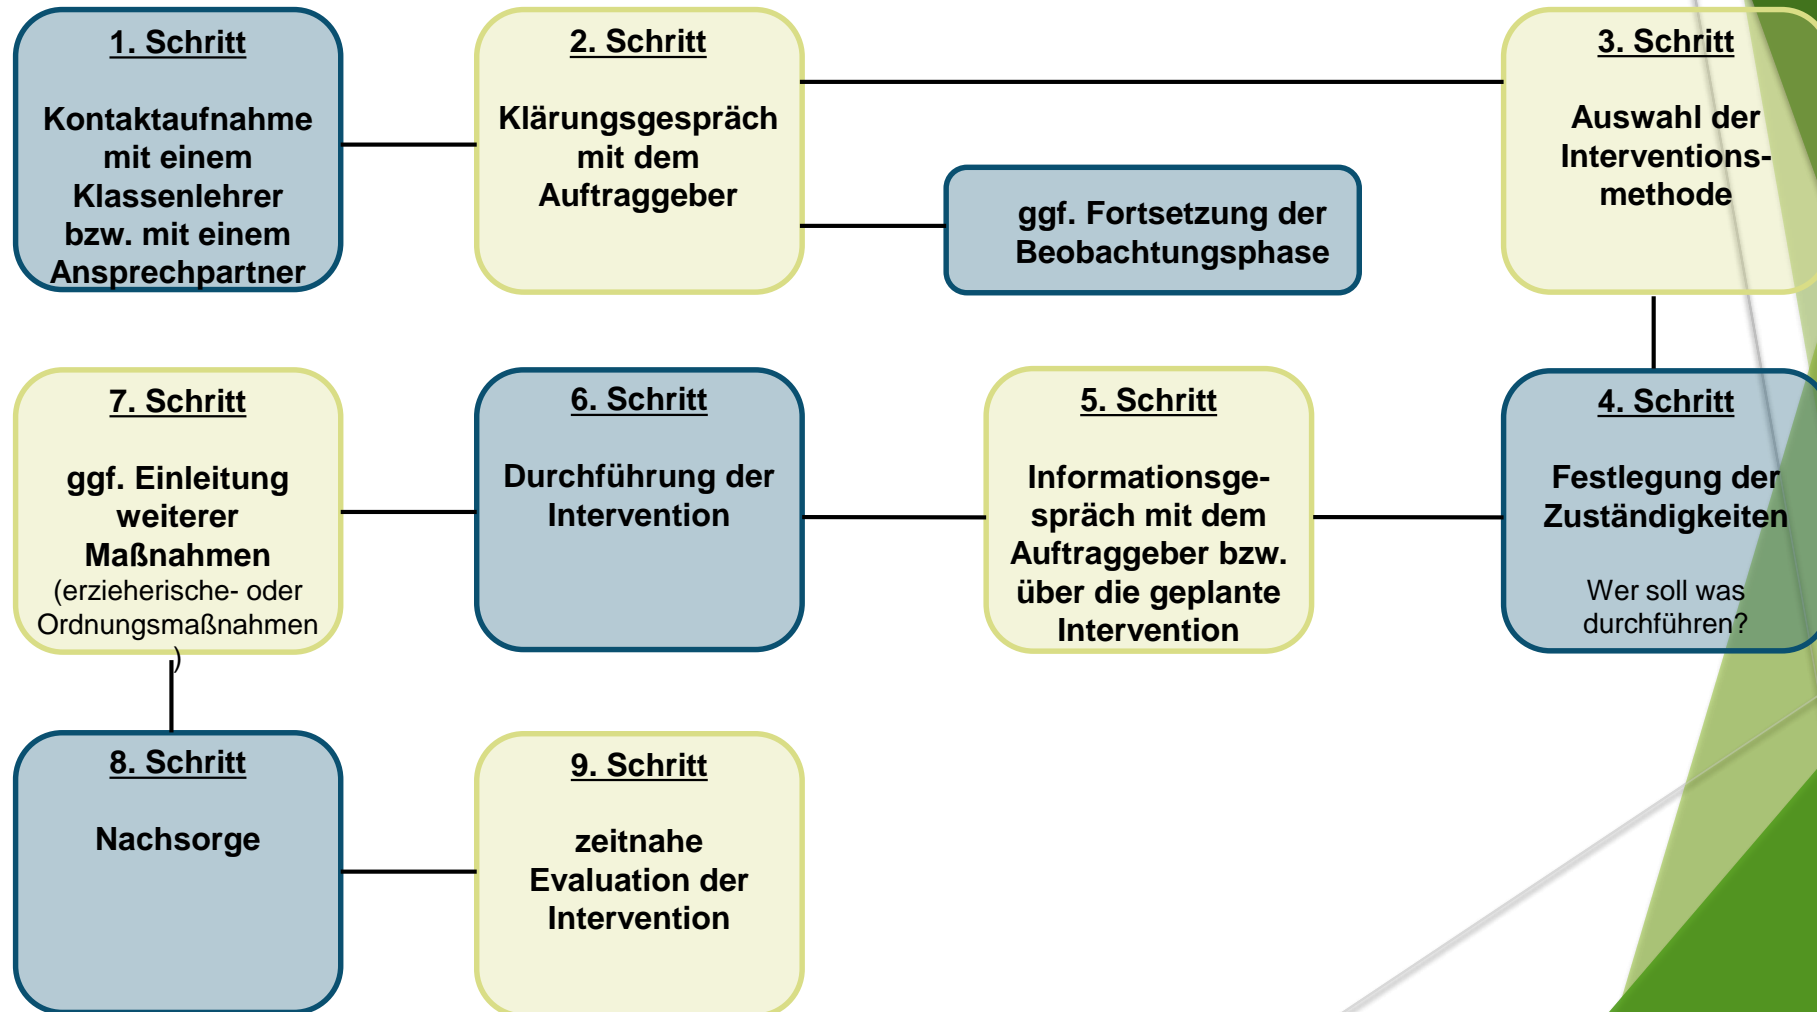 1. Schritt
Kontaktaufnahme
mit einem
Klassenlehrer
bzw. mit einem
Ansprechpartner
2. Schritt
Klärungsgespräch
mit dem
Auftraggeber
ggf. Fortsetzung der
Beobachtungsphase
3. Schritt
Auswahl der
Interventions-
methode
4. Schritt
Festlegung der
Zuständigkeiten
Wer soll was
durchführen?
5. Schritt
Informationsge-
spräch mit dem
Auftraggeber bzw.
über die geplante
Intervention
6. Schritt
Durchführung der
Intervention
7. Schritt
ggf. Einleitung
weiterer
Maßnahmen
(erzieherische- oder
Ordnungsmaßnahmen
)
8. Schritt
Nachsorge
9. Schritt
zeitnahe
Evaluation der
Intervention